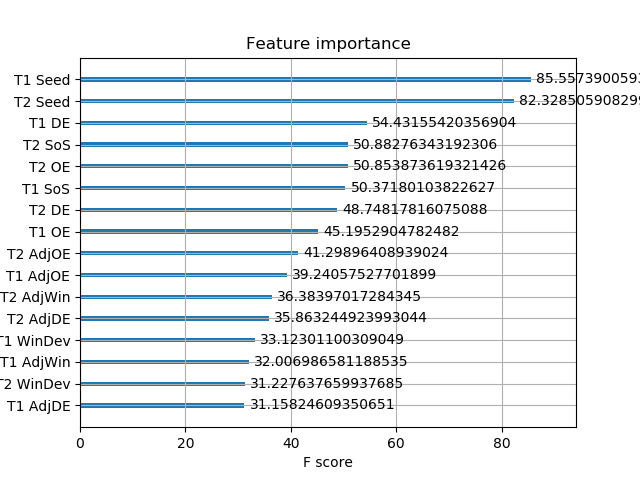 Feature importance
T1 Seed 85.5573900593
T2 Seed 82.328505908299
T1 DE 54.43155420356904
T2 SoS 50.88276343192306
T2 OE 50.853873619321426
T1 SoS 50.37180103822627
T2 DE 48.74817816075088
T1 OE 45.1952904782482
T2 AdjOE 41.29896408939024
T1 AdjOE 39.24057527701899
T2 AdjWin 36.38397017284345
T2 AdjDE 35.863244923993044
T1 WinDev 33.12301100309049
T1 AdjWin 32.006986581188535
T2 WinDev 31.227637659937685
T1 AdjDE 31.15824609350651
0 20 40 60 80
F score